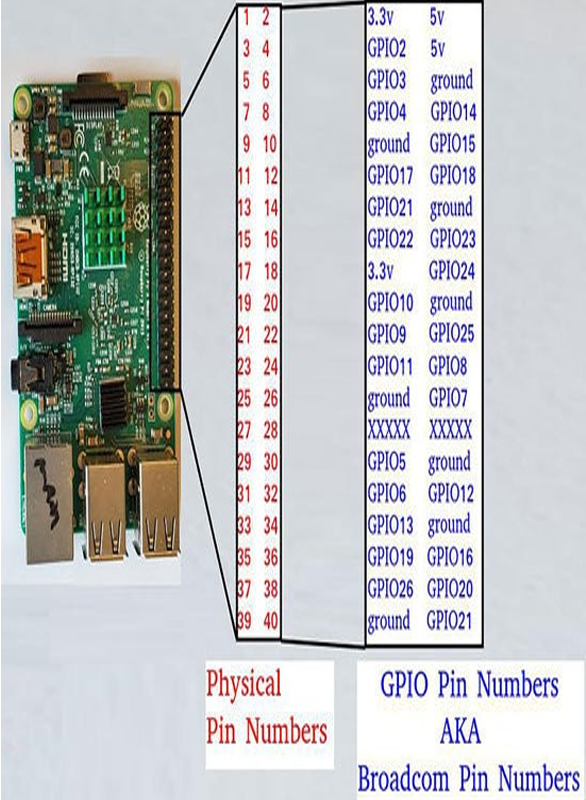 1 2 3.3v 5v
3 4 GPIO2 5v
5 6 GPIO3 ground
7 8 GPIO4 GPIO14
9 10 ground GPIO15
11 12 GPIO17 GPIO18
13 14 GPIO21 ground
15 16 GPIO22 GPIO23
17 18 3.3v GPIO24
19 20 GPIO10 ground
21 22 GPIO9 GPIO25
23 24 GPIO11 GPIO8
25 26 ground GPIO7
27 28 XXXXX XXXXX
29 30 GPIO5 ground
31 32 GPIO6 GPIO12
33 34 GPIO13 ground
35 36 GPIO19 GPIO16
37 38 GPIO26 GPIO20
39 40 ground GPIO21
Physical
Pin Numbers
GPIO Pin Numbers
AKA
Broadcom Pin Numbers
HDMI
DISPLAY
CAMERA